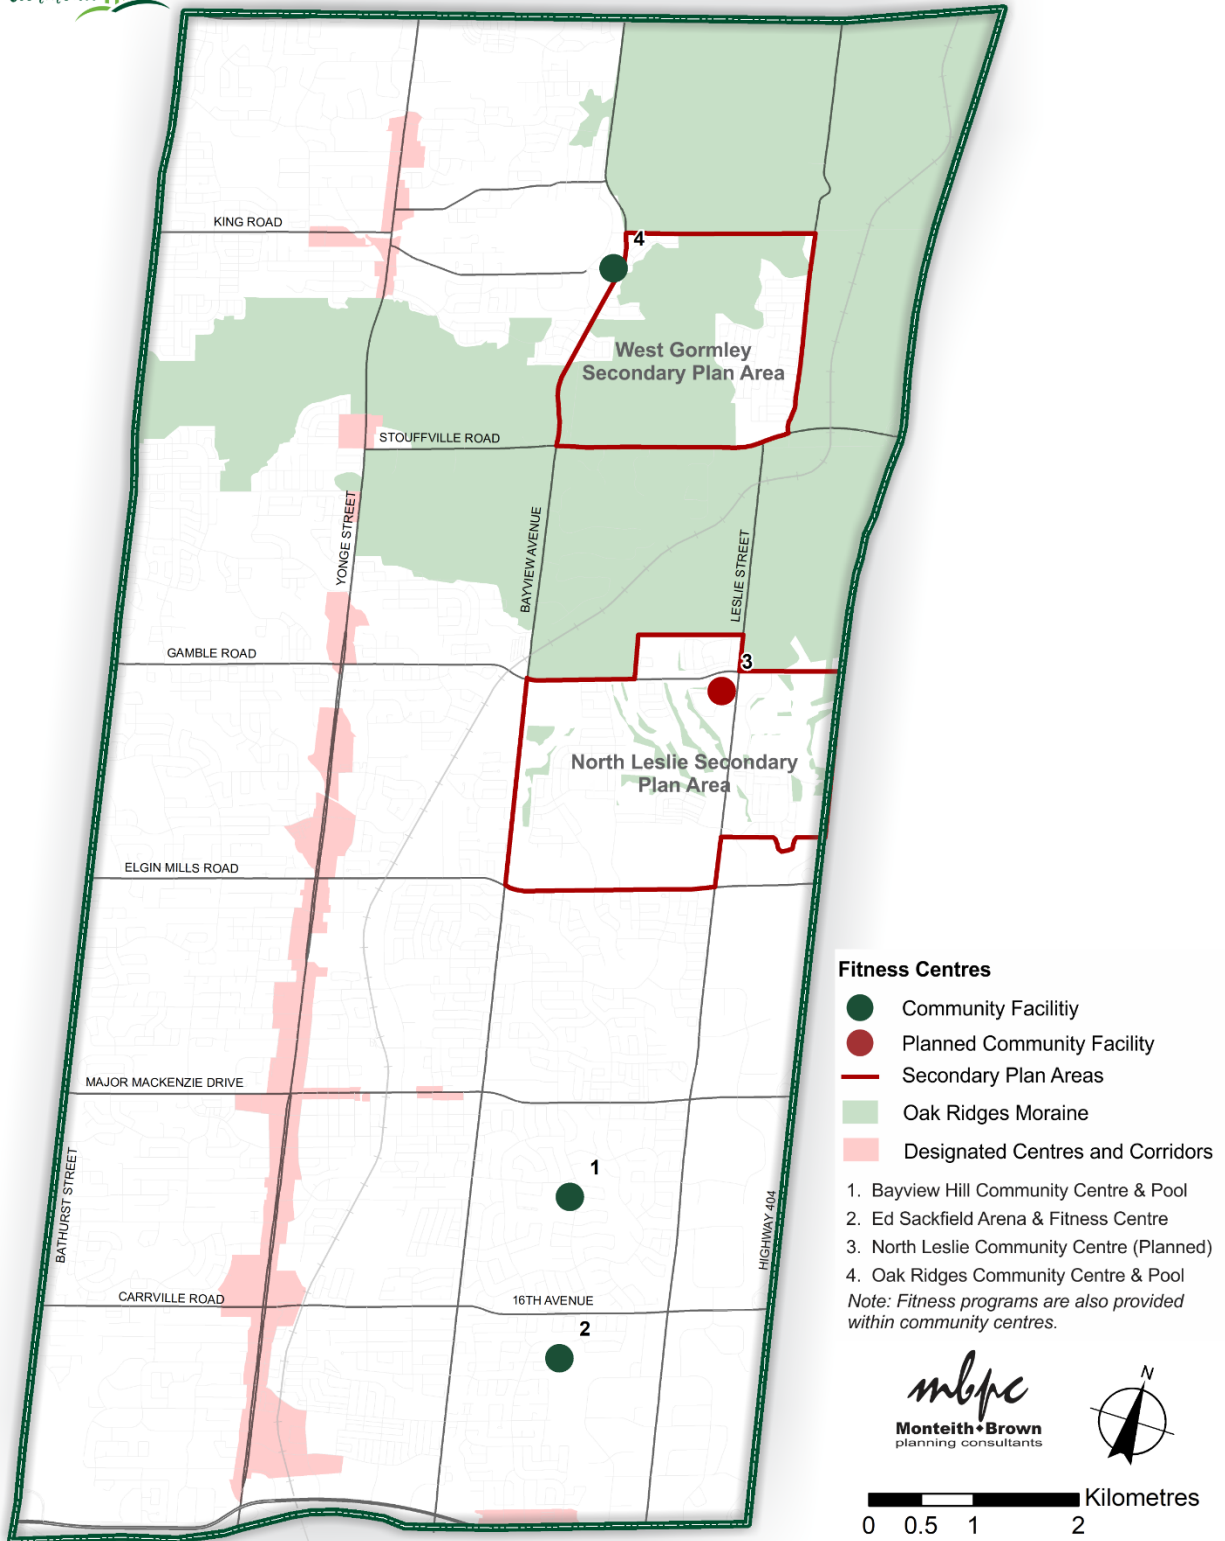 KING ROAD
4
West Gormley
Secondary Plan Area
STOUFFVILLE ROAD
YONGE STREET
BAYVIEW AVENUE
LESLIE STREET
GAMBLE ROAD
3
North Leslie Secondary
Plan Area
ELGIN MILLS ROAD
MAJOR MACKENZIE DRIVE
BATHURST STREET
1
HIGHWAY 404
CARRVILLE ROAD
16TH AVENUE
2
Fitness Centres
Community Facilitiy
Planned Community Facility
Secondary Plan Areas
Oak Ridges Moraine
Designated Centres and Corridors
1. Bayview Hill Community Centre & Pool
2. Ed Sackfield Arena & Fitness Centre
3. North Leslie Community Centre (Planned)
4. Oak Ridges Community Centre & Pool
Note: Fitness programs are also provided
within community centres.
mbpc
Monteith♦Brown
planning consultants
N
Kilometres
0 0.5 1 2